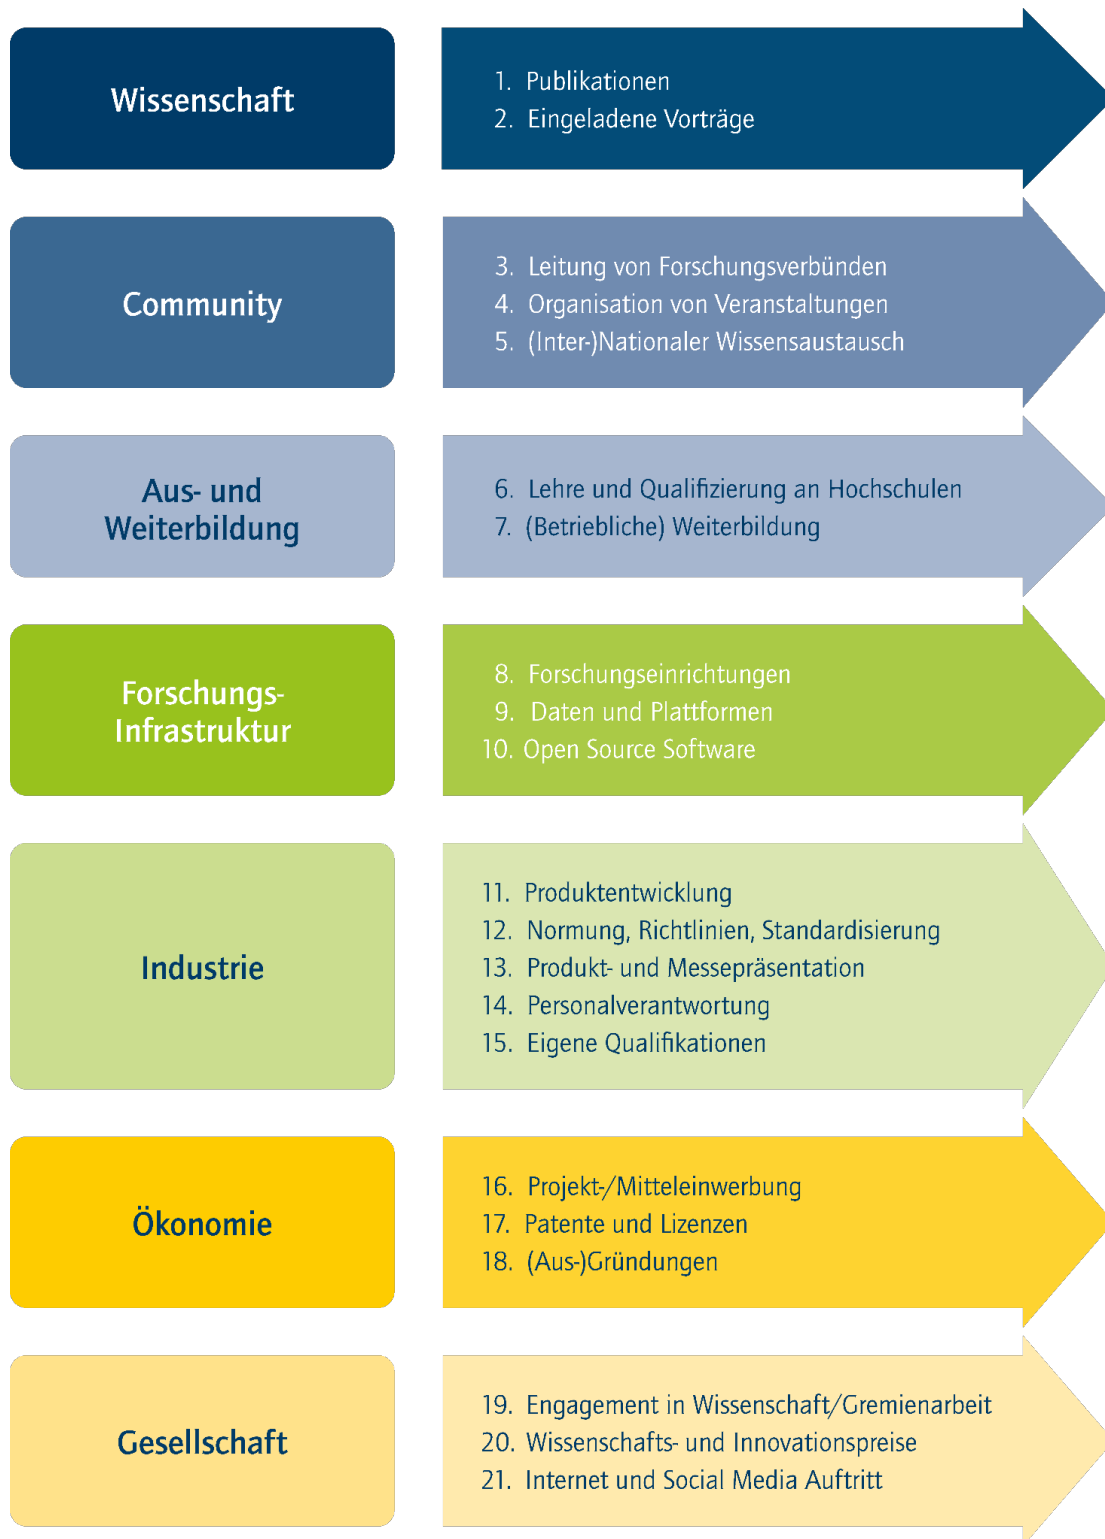 Wissenschaft
1. Publikationen
2. Eingeladene Vorträge
Community
3. Leitung von Forschungsverbünden
4. Organisation von Veranstaltungen
5. (Inter-)Nationaler Wissensaustausch
Aus- und
Weiterbildung
6. Lehre und Qualifizierung an Hochschulen
7. (Betriebliche) Weiterbildung
Forschungs-
Infrastruktur
8. Forschungseinrichtungen
9. Daten und Plattformen
10. Open Source Software
Industrie
11. Produktentwicklung
12. Normung, Richtlinien, Standardisierung
13. Produkt- und Messepräsentation
14. Personalverantwortung
15. Eigene Qualifikationen
Ökonomie
16. Projekt-/Mitteleinwerbung
17. Patente und Lizenzen
18. (Aus-)Gründungen
Gesellschaft
19. Engagement in Wissenschaft/Gremienarbeit
20. Wissenschafts- und Innovationspreise
21. Internet und Social Media Auftritt